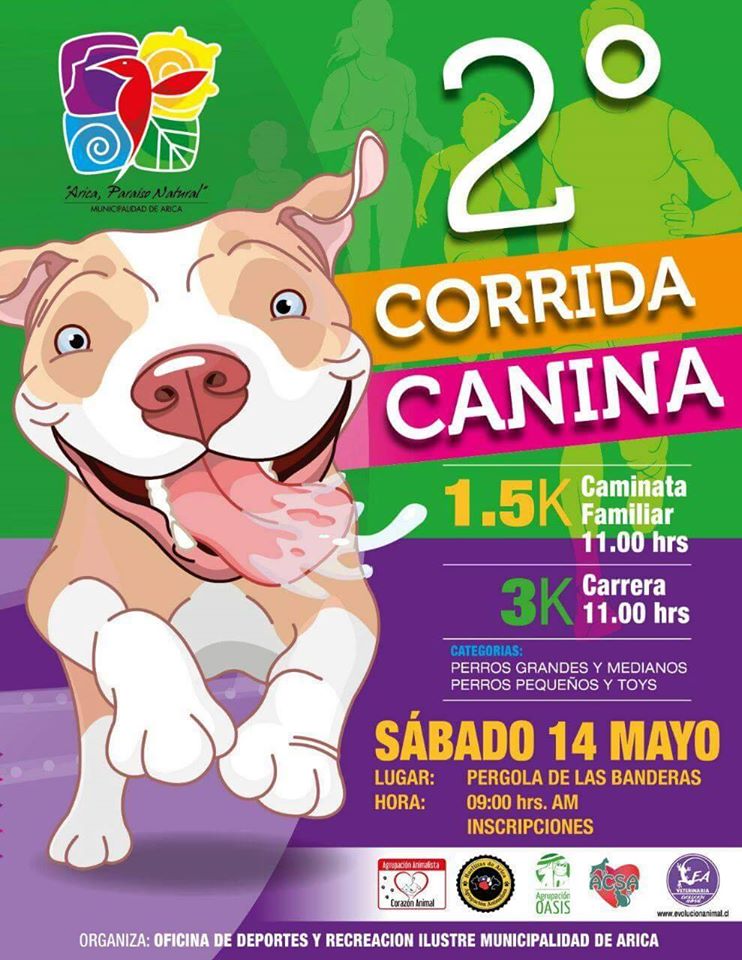 "Arica, Paraíso Natural"
MUNICIPALIDAD DE ARICA
2°
CORRIDA
CANINA
1.5K Caminata
Familiar
11.00 hrs
3K Carrera
11.00 hrs
CATEGORIAS:
PERROS GRANDES Y MEDIANOS
PERROS PEQUEÑOS Y TOYS
SÁBADO 14 MAYO
LUGAR: PERGOLA DE LAS BANDERAS
HORA: 09:00 hrs. AM
INSCRIPCIONES
Agrupación Animalista
Corazón Animal
Agrupación
OASIS
ACSA
EA
VETERINARIA
www.evolucionanimal.cl
ORGANIZA: OFICINA DE DEPORTES Y RECREACION ILUSTRE MUNICIPALIDAD DE ARICA